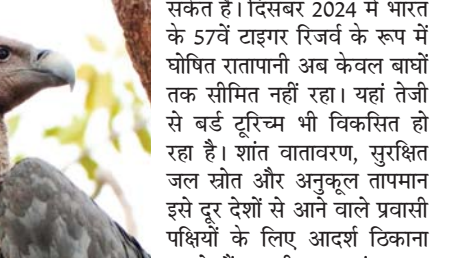 संकेत है। दिसंबर 2024 में भारत
के 57वें टाइगर रिजर्व के रूप में
घोषित रातापानी अब केवल बाघों
तक सीमित नहीं रहा। यहां तेजी
से बर्ड टूरिज्म भी विकसित हो
रहा है। शांत वातावरण, सुरक्षित
जल स्रोत और अनुकूल तापमान
इसे दूर देशों से आने वाले प्रवासी
पक्षियों के लिए आदर्श ठिकाना